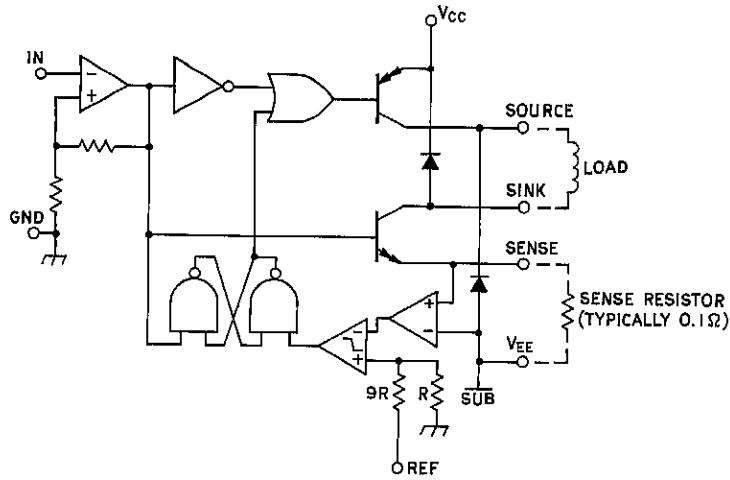 VCC
IN
-
+
SOURCE
LOAD
SINK
GND
SENSE
+
-
SENSE RESISTOR
(TYPICALLY 0.1Ω)
-
+
VEE
9R
R
SUB
REF